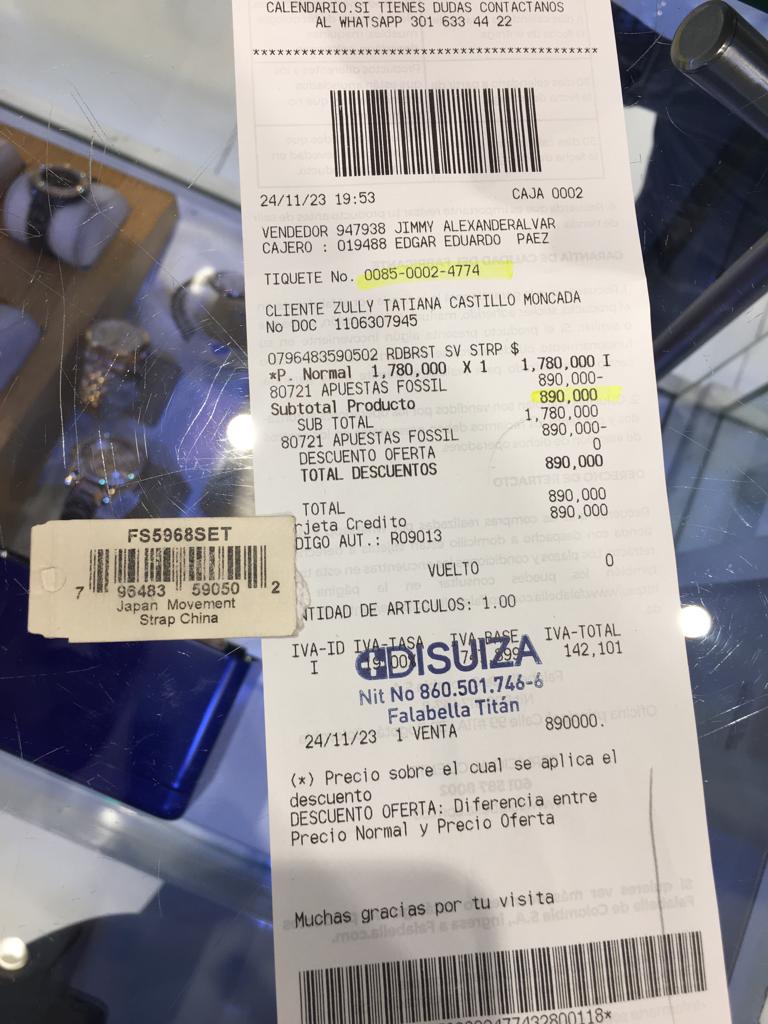 CALENDARIO.SI TIENES DUDAS CONTACTANOS
AL WHATSAPP 301 633 44 22
****************************************
24/11/23 19:53 CAJA 0002
VENDEDOR 947938 JIMMY ALEXANDERALVAR
CAJERO : 019488 EDGAR EDUARDO PAEZ
TIQUETE No. 0085-0002-4774
CLIENTE ZULLY TATIANA CASTILLO MONCADA
No DOC 1106307945
0796483590502 RDBRST SV STRP $
*P. Normal 1,780,000 X 1 1,780,000 I
80721 APUESTAS FOSSIL 890,000-
Subtotal Producto 890,000
SUB TOTAL 1,780,000
80721 APUESTAS FOSSIL 890,000-
DESCUENTO OFERTA 0
TOTAL DESCUENTOS 890,000
TOTAL 890,000
rjeta Credito 890,000
DIGO AUT.: R09013
VUELTO 0
NTIDAD DE ARTICULOS: 1.00
IVA-ID IVA-TASA IVA-BASE IVA-TOTAL
I 19.00 899 142,101
DISUIZA
Nit No 860.501.746-6
Falabella Titán
24/11/23 1 VENTA 890000.
(*) Precio sobre el cual se aplica el
descuento
DESCUENTO OFERTA: Diferencia entre
Precio Normal y Precio Oferta
Muchas gracias por tu visita
FS5968SET
7 96483 59050 2
Japan Movement
Strap China